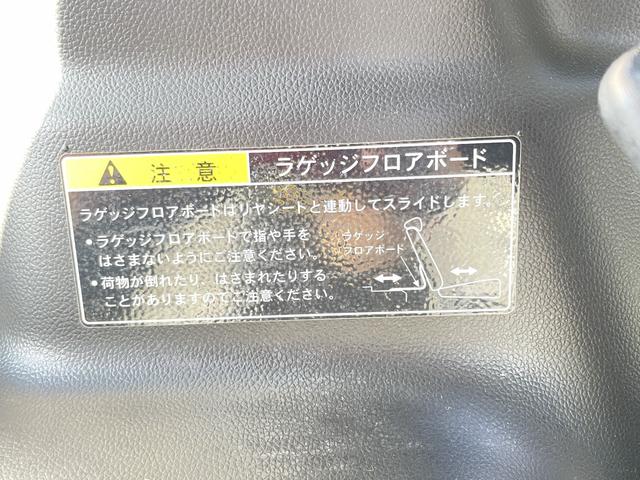 注意 ラゲッジフロアボード
ラゲッジフロアボードはリヤシートと連動してスライドします。
•ラゲッジフロアボードで指や手を
はさまないようにご注意ください。
•荷物が倒れたり、はさまれたりする
ことがありますのでご注意ください。
ラゲッジ
フロアボード